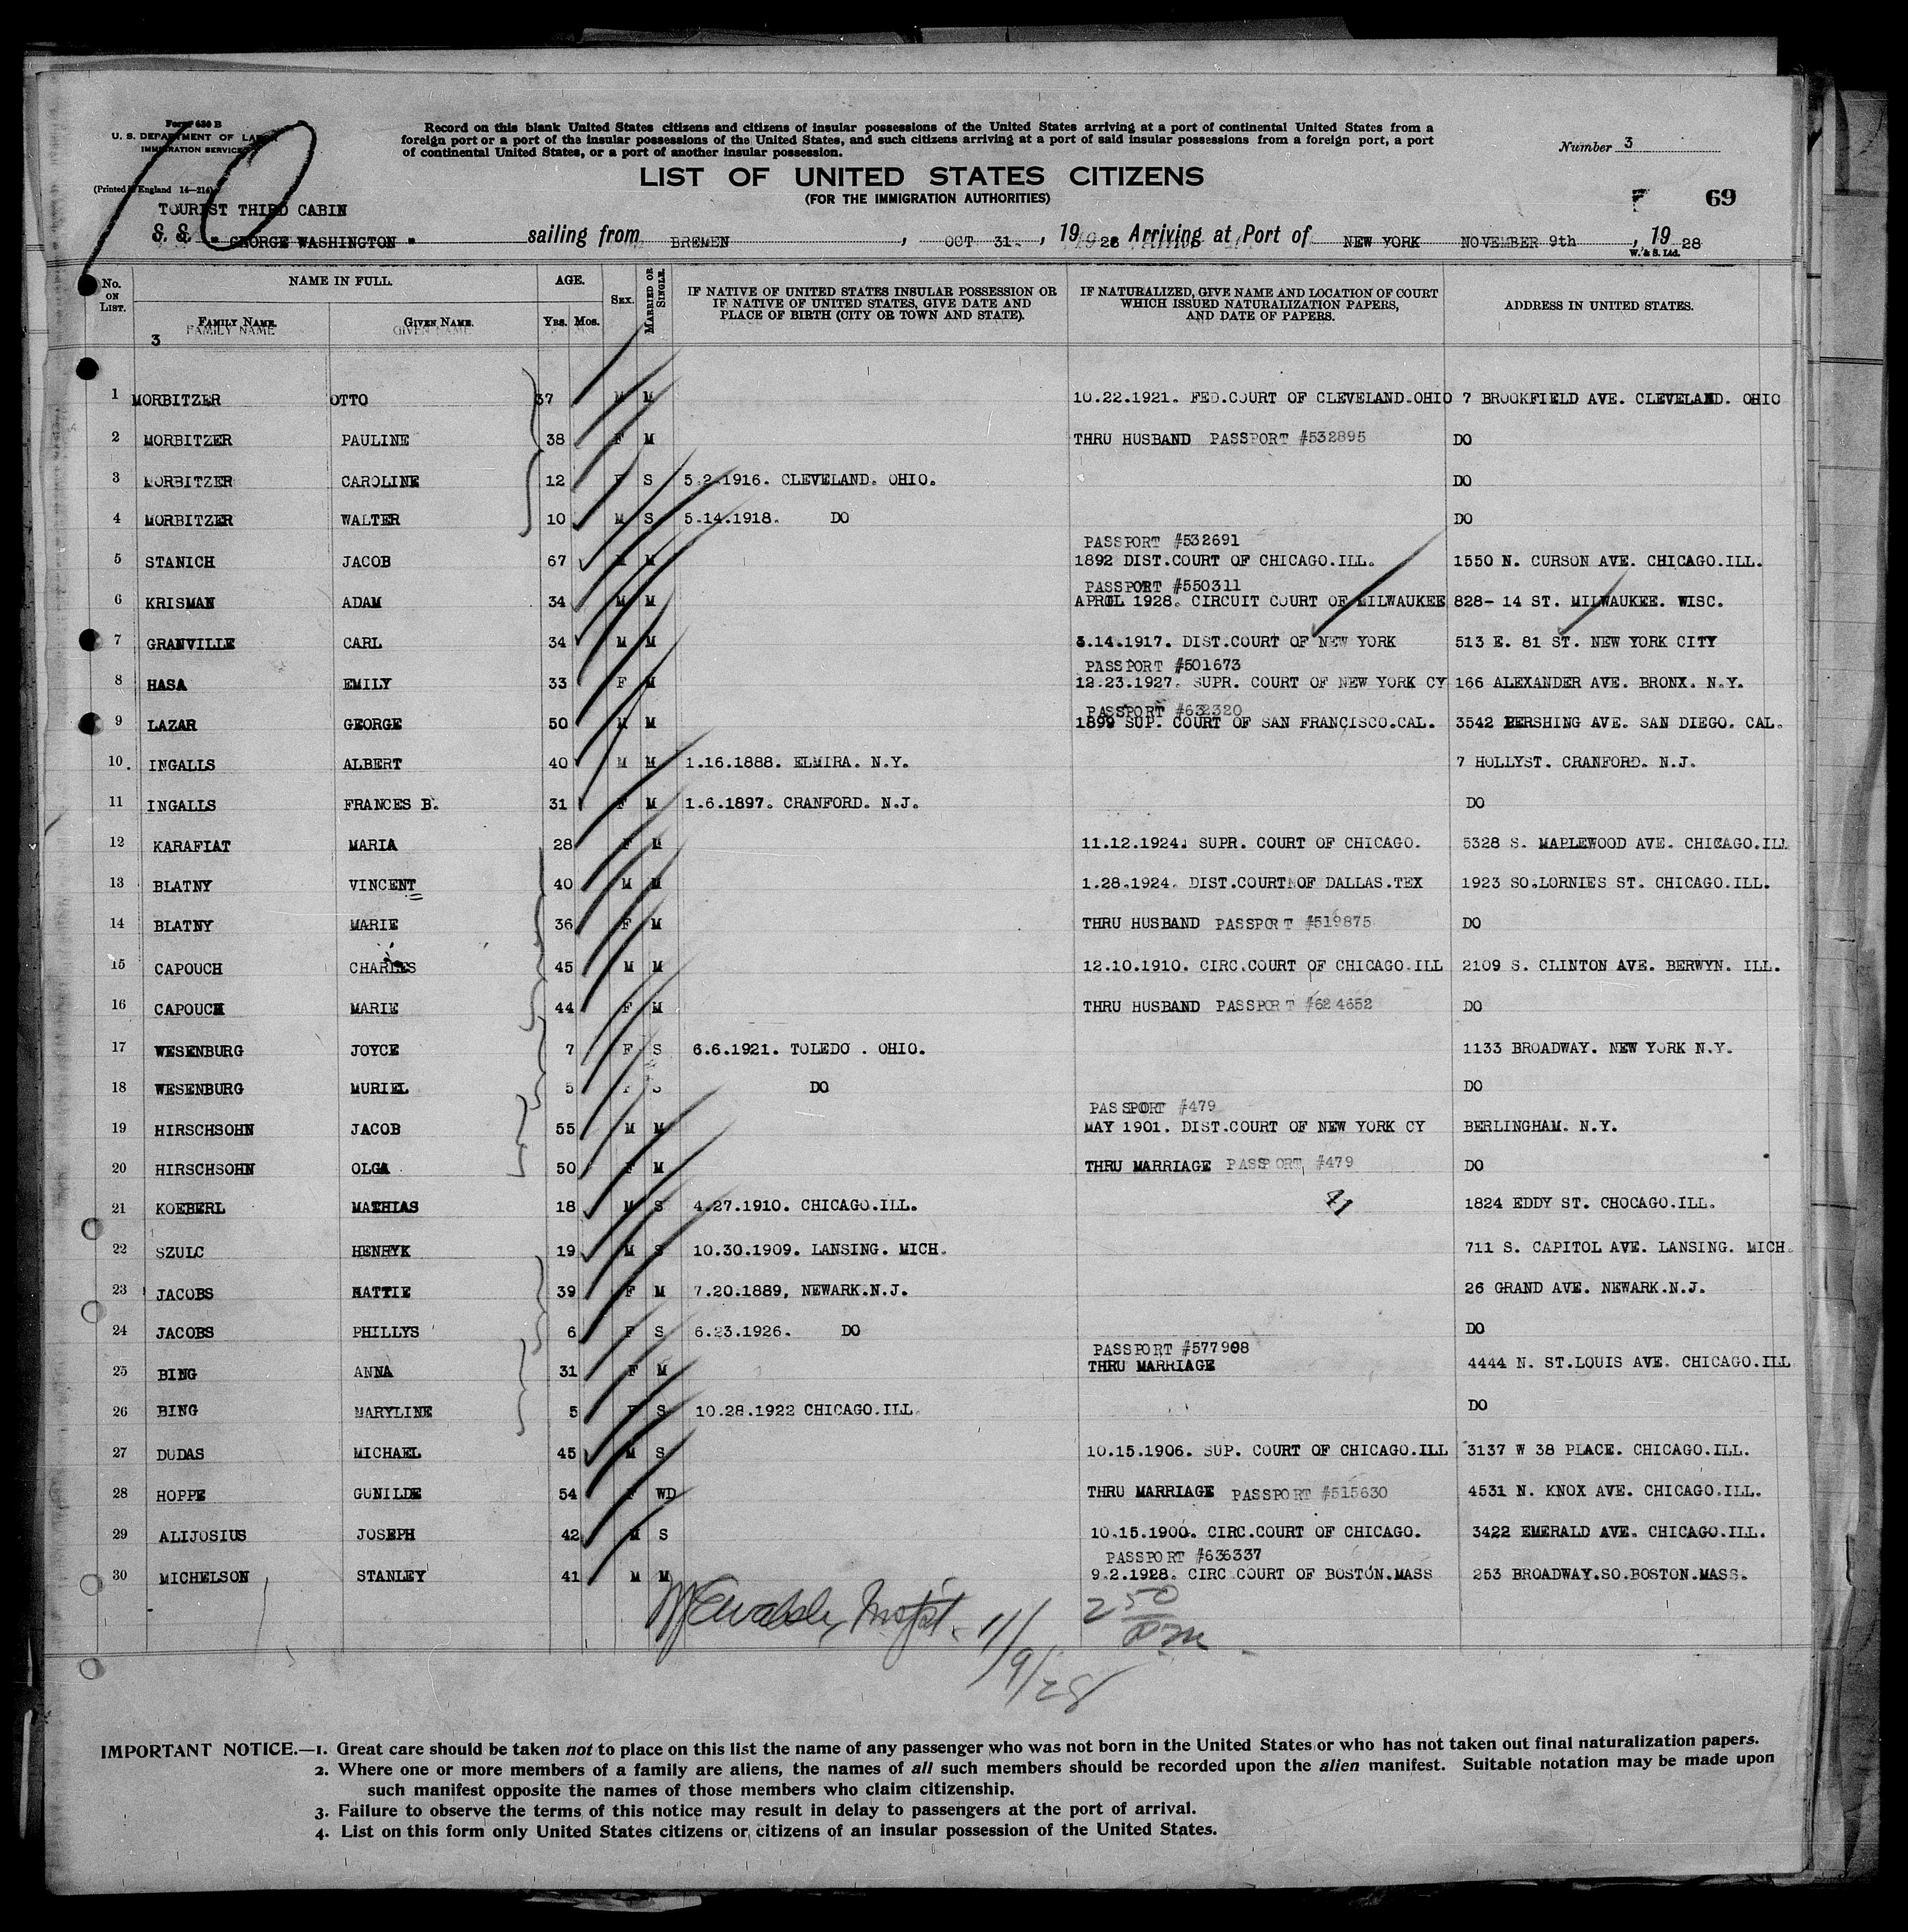 Form 630 B
U. S. DEPARTMENT OF LABOR
IMMIGRATION SERVICE
(Printed in England 14—214)
10
Record on this blank United States citizens and citizens of insular possessions of the United States arriving at a port of continental United States from a
foreign port or a port of the insular possessions of the United States, and such citizens arriving at a port of said insular possessions from a foreign port, a port
of continental United States, or a port of another insular possession.
Number 3
LIST OF UNITED STATES CITIZENS
(FOR THE IMMIGRATION AUTHORITIES)
69
TOURIST THIRD CABIN
S. S. " GEORGE WASHINGTON " sailing from BREMEN , OCT 31. , 1928 Arriving at Port of NEW YORK NOVEMBER 9th , 19 28
W. & S. Ltd.
No. ON LIST. NAME IN FULL. AGE. SEX. MARRIED OR SINGLE. IF NATIVE OF UNITED STATES INSULAR POSSESSION OR IF NATIVE OF UNITED STATES, GIVE DATE AND PLACE OF BIRTH (CITY OR TOWN AND STATE). IF NATURALIZED, GIVE NAME AND LOCATION OF COURT WHICH ISSUED NATURALIZATION PAPERS, AND DATE OF PAPERS. ADDRESS IN UNITED STATES.
FAMILY NAME. GIVEN NAME. YRS. MOS.
FAMILY NAME GIVEN NAME
3
1 MORBITZER OTTO 37 M M 10.22.1921. FED.COURT OF CLEVELAND.OHIO 7 BROOKFIELD AVE. CLEVELAND. OHIO
2 MORBITZER PAULINE 38 F M THRU HUSBAND PASSPORT #532895 DO
3 MORBITZER CAROLINE 12 F S 5.2.1916. CLEVELAND. OHIO. DO
4 MORBITZER WALTER 10 M S 5.14.1918. DO DO
PASSPORT #532691
5 STANICH JACOB 67 M M 1892 DIST.COURT OF CHICAGO.ILL. 1550 N. CURSON AVE. CHICAGO.ILL.
PASSPORT #550311
6 KRISMAN ADAM 34 M M APRIL 1928. CIRCUIT COURT OF MILWAUKEE 828- 14 ST. MILWAUKEE. WISC.
7 GRANVILLE CARL 34 M M 3.14.1917. DIST.COURT OF NEW YORK 513 E. 81 ST. NEW YORK CITY
PASSPORT #501673
8 HASA EMILY 33 F M 12.23.1927. SUPR. COURT OF NEW YORK CY 166 ALEXANDER AVE. BRONX. N.Y.
PASSPORT #632320
9 LAZAR GEORGE 50 M M 1899 SUP. COURT OF SAN FRANCISCO.CAL. 3542 PERSHING AVE. SAN DIEGO. CAL.
10. INGALLS ALBERT 40 M M 1.16.1888. ELMIRA. N.Y. 7 HOLLYST. CRANFORD. N.J.
11 INGALLS FRANCES B. 31 F M 1.6.1897. CRANFORD. N.J. DO
12 KARAFIAT MARIA 28 F M 11.12.1924. SUPR. COURT OF CHICAGO. 5328 S. MAPLEWOOD AVE. CHICAGO.ILL
13 BLATNY VINCENT 40 M M 1.28.1924. DIST.COURT OF DALLAS.TEX 1923 SO.LORNIES ST. CHICAGO.ILL.
14 BLATNY MARIE 36 F M THRU HUSBAND PASSPORT #519875 DO
15 CAPOUCH CHARLES 45 M M 12.10.1910. CIRC.COURT OF CHICAGO.ILL 2109 S. CLINTON AVE. BERWYN. ILL.
16 CAPOUCH MARIE 44 F M THRU HUSBAND PASSPORT #624652 DO
17 WESENBURG JOYCE 7 F S 6.6.1921. TOLEDO . OHIO. 1133 BROADWAY. NEW YORK N.Y.
18 WESENBURG MURIEL 5 F S DO DO
PASSPORT #479
19 HIRSCHSOHN JACOB 55 M M MAY 1901. DIST.COURT OF NEW YORK CY BERLINGHAM. N.Y.
20 HIRSCHSOHN OLGA 50 F M THRU MARRIAGE PASSPORT #479 DO
41
21 KOEBERL MATHIAS 18 M S 4.27.1910. CHICAGO.ILL. 1824 EDDY ST. CHOCAGO.ILL.
22 SZULC HENRYK 19 M S 10.30.1909. LANSING. MICH. 711 S. CAPITOL AVE. LANSING. MICH.
23 JACOBS HATTIE 39 F M 7.20.1889, NEWARK.N.J. 26 GRAND AVE. NEWARK.N.J.
24 JACOBS PHILLYS 6 F S 6.23.1926. DO DO
PASSPORT #577908
25 BING ANNA 31 F M THRU MARRIAGE 4444 N. ST.LOUIS AVE. CHICAGO.ILL
26 BING MARYLINE 5 F S 10.28.1922 CHICAGO.ILL. DO
27 DUDAS MICHAEL 45 M S 10.15.1906. SUP. COURT OF CHICAGO.ILL 3137 W 38 PLACE. CHICAGO.ILL.
28 HOPPE GUNILDE 54 F WD THRU MARRIAGE PASSPORT #515630 4531 N. KNOX AVE. CHICAGO.ILL.
29 ALIJOSIUS JOSEPH 42 M S 10.15.1900. CIRC.COURT OF CHICAGO. 3422 EMERALD AVE. CHICAGO.ILL.
PASSPORT #636337
30 MICHELSON STANLEY 41 M M 9.2.1928. CIRC COURT OF BOSTON.MASS 253 BROADWAY.SO.BOSTON.MASS.
11/9/28
2 50
IMPORTANT NOTICE.—1. Great care should be taken not to place on this list the name of any passenger who was not born in the United States or who has not taken out final naturalization papers.
2. Where one or more members of a family are aliens, the names of all such members should be recorded upon the alien manifest. Suitable notation may be made upon
such manifest opposite the names of those members who claim citizenship.
3. Failure to observe the terms of this notice may result in delay to passengers at the port of arrival.
4. List on this form only United States citizens or citizens of an insular possession of the United States.